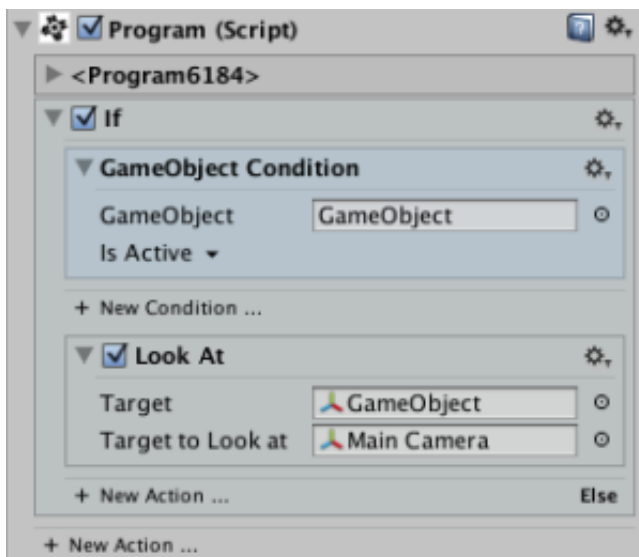 Program (Script)
<Program6184>
If
GameObject Condition
GameObject GameObject
Is Active
+ New Condition ...
Look At
Target GameObject
Target to Look at Main Camera
+ New Action ... Else
+ New Action ...